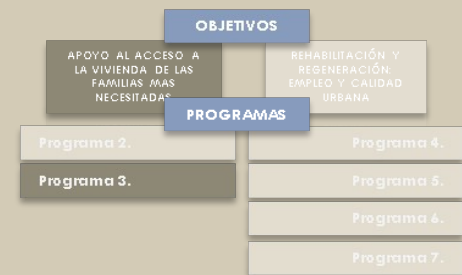 OBJETIVOS
APOYO AL ACCESO A
LA VIVIENDA DE LAS
FAMILIAS MAS
NECESITADAS
REHABILITACIÓN Y
REGENERACIÓN:
EMPLEO Y CALIDAD
URBANA
PROGRAMAS
Programa 2.
Programa 3.
Programa 4.
Programa 5.
Programa 6.
Programa 7.